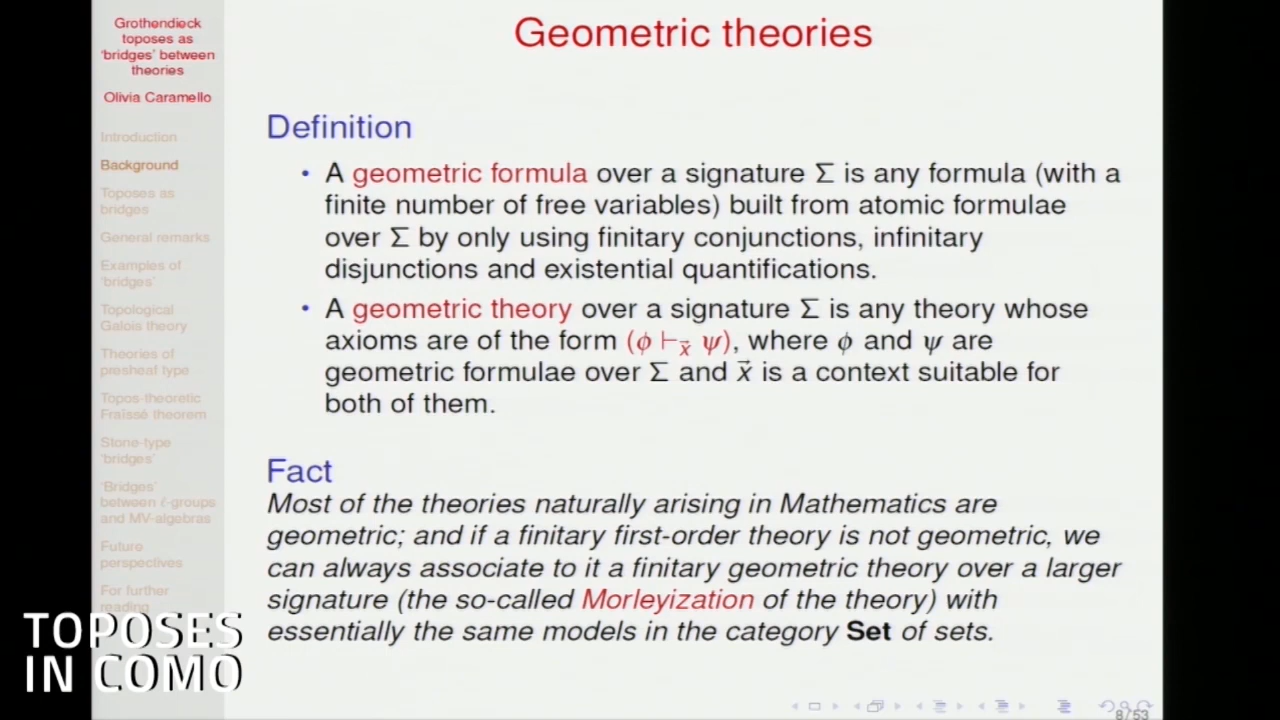 Grothendieck
toposes as
'bridges' between
theories
Olivia Caramello
Introduction
Background
Toposes as
bridges
General remarks
Examples of
'bridges'
Topological
Galois theory
Theories of
presheaf type
Topos-theoretic
Fraïssé theorem
Stone-type
'bridges'
'Bridges'
between ℓ-groups
and MV-algebras
Future
perspectives
For further
reading
TOPOSES
IN COMO
Geometric theories
Definition
• A geometric formula over a signature Σ is any formula (with a
finite number of free variables) built from atomic formulae
over Σ by only using finitary conjunctions, infinitary
disjunctions and existential quantifications.
• A geometric theory over a signature Σ is any theory whose
axioms are of the form (ϕ ⊢_x⃗ ψ), where ϕ and ψ are
geometric formulae over Σ and x⃗ is a context suitable for
both of them.
Fact
Most of the theories naturally arising in Mathematics are
geometric; and if a finitary first-order theory is not geometric, we
can always associate to it a finitary geometric theory over a larger
signature (the so-called Morleyization of the theory) with
essentially the same models in the category Set of sets.
8/53